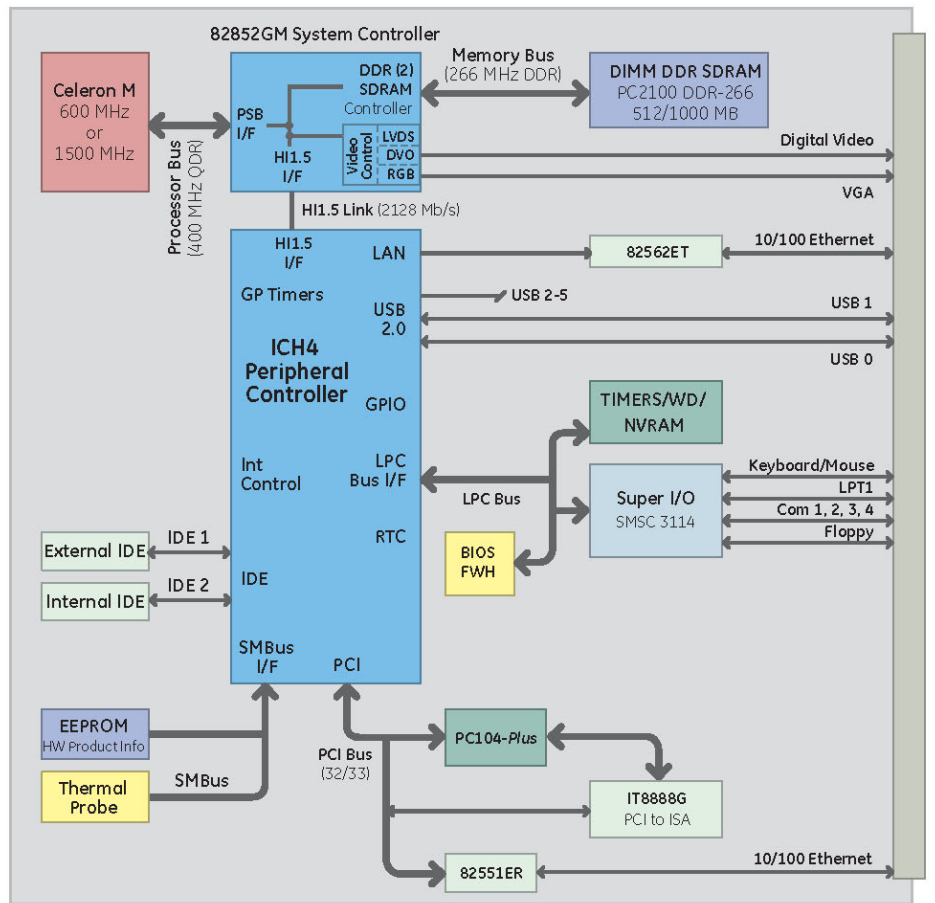 82852GM System Controller
Celeron M
600 MHz
or
1500 MHz
Processor Bus
(400 MHz QDR)
PSB
I/F
DDR (2)
SDRAM
Controller
HI1.5
I/F
Video
Control
LVDS
DVO
RGB
Memory Bus
(266 MHz DDR)
DIMM DDR SDRAM
PC2100 DDR-266
512/1000 MB
Digital Video
VGA
HI1.5 Link (2128 Mb/s)
HI1.5
I/F
LAN
82562ET
10/100 Ethernet
GP Timers
USB
2.0
USB 2-5
USB 1
USB 0
ICH4
Peripheral
Controller
GPIO
TIMERS/WD/
NVRAM
Int
Control
LPC
Bus I/F
LPC Bus
Super I/O
SMSC 3114
Keyboard/Mouse
LPT1
Com 1, 2, 3, 4
Floppy
RTC
BIOS
FWH
External IDE
IDE 1
Internal IDE
IDE 2
IDE
SMBus
I/F
PCI
EEPROM
HW Product Info
Thermal
Probe
SMBus
PCI Bus
(32/33)
PC104-Plus
IT8888G
PCI to ISA
82551ER
10/100 Ethernet